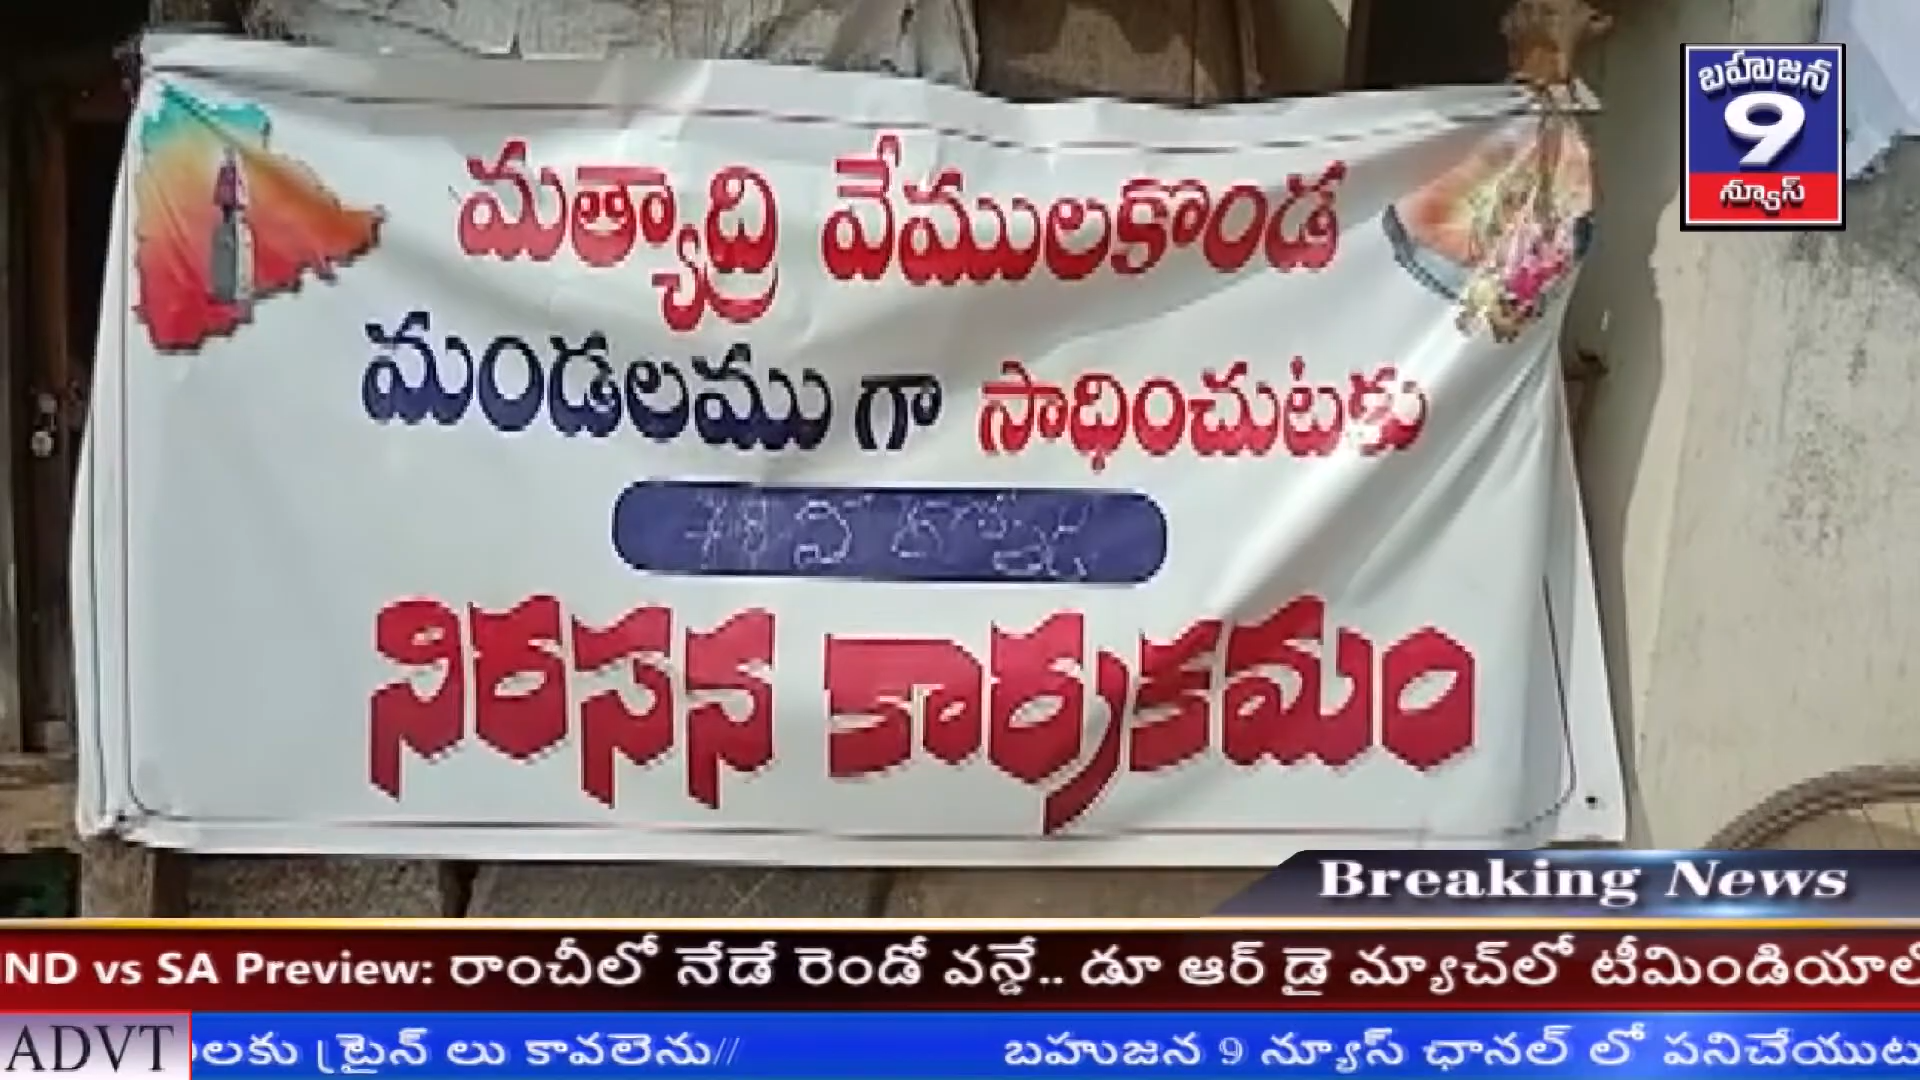 బహుజన
9
న్యూస్
మత్యాద్రి వేములకొండ
మండలము గా సాధించుటకు
నిరసన కార్యక్రమం
Breaking News
IND vs SA Preview: రాంచీలో నేడే రెండో వన్డే.. డూ ఆర్ డై మ్యాచ్‌లో టీమిండియాలో
ADVT
లకు ట్రైన్ లు కావలెను//
బహుజన 9 న్యూస్ ఛానల్ లో పనిచేయుట